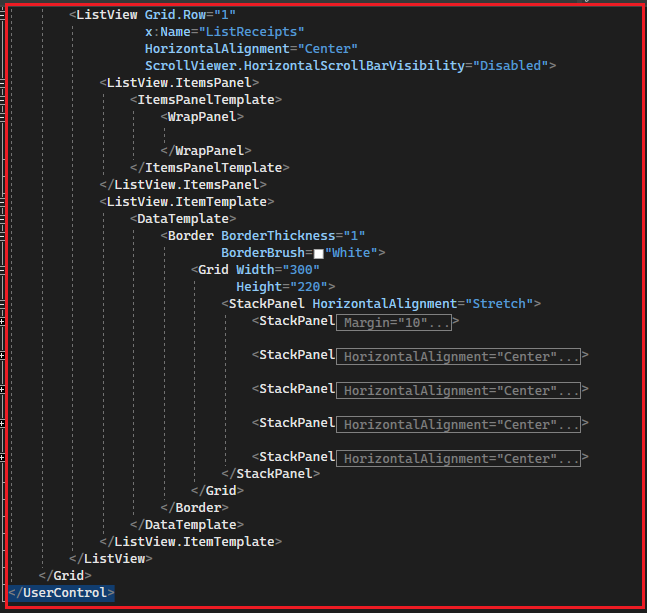 <ListView Grid.Row="1"
x:Name="ListReceipts"
HorizontalAlignment="Center"
ScrollViewer.HorizontalScrollBarVisibility="Disabled">
<ListView.ItemsPanel>
<ItemsPanelTemplate>
<WrapPanel>
</WrapPanel>
</ItemsPanelTemplate>
</ListView.ItemsPanel>
<ListView.ItemTemplate>
<DataTemplate>
<Border BorderThickness="1"
BorderBrush="White">
<Grid Width="300"
Height="220">
<StackPanel HorizontalAlignment="Stretch">
<StackPanel Margin="10"...>
<StackPanel HorizontalAlignment="Center"...>
<StackPanel HorizontalAlignment="Center"...>
<StackPanel HorizontalAlignment="Center"...>
<StackPanel HorizontalAlignment="Center"...>
</StackPanel>
</Grid>
</Border>
</DataTemplate>
</ListView.ItemTemplate>
</ListView>
</Grid>
</UserControl>